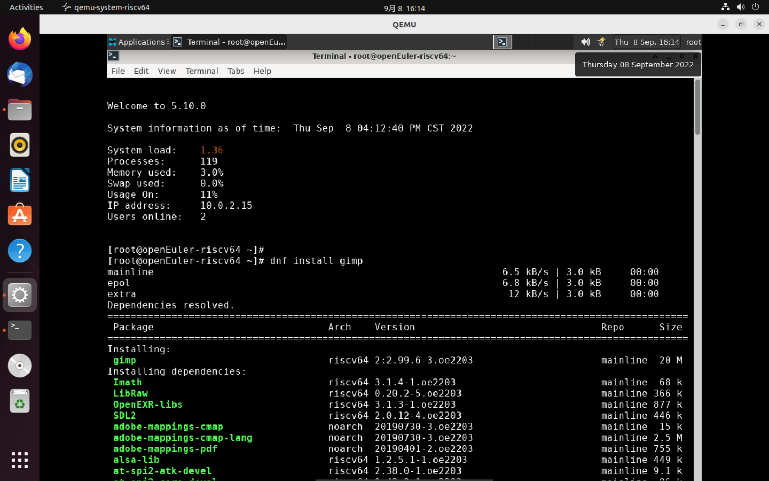 Activities qemu-system-riscv64 9月 8 16:14
QEMU
Applications Terminal - root@openEu... Thu 8 Sep, 16:14 root
Terminal - root@openEuler-riscv64:~
File Edit View Terminal Tabs Help
Thursday 08 September 2022
Welcome to 5.10.0
System information as of time: Thu Sep 8 04:12:40 PM CST 2022
System load: 1.36
Processes: 119
Memory used: 3.0%
Swap used: 0.0%
Usage On: 11%
IP address: 10.0.2.15
Users online: 2
[root@openEuler-riscv64 ~]#
[root@openEuler-riscv64 ~]# dnf install gimp
mainline 6.5 kB/s | 3.0 kB 00:00
epol 6.8 kB/s | 3.0 kB 00:00
extra 12 kB/s | 3.0 kB 00:00
Dependencies resolved.
Package Arch Version Repo Size
Installing:
gimp riscv64 2:2.99.6-3.oe2203 mainline 20 M
Installing dependencies:
Imath riscv64 3.1.4-1.oe2203 mainline 68 k
LibRaw riscv64 0.20.2-5.oe2203 mainline 366 k
OpenEXR-libs riscv64 3.1.3-1.oe2203 mainline 877 k
SDL2 riscv64 2.0.12-4.oe2203 mainline 446 k
adobe-mappings-cmap noarch 20190730-3.oe2203 mainline 15 k
adobe-mappings-cmap-lang noarch 20190730-3.oe2203 mainline 2.5 M
adobe-mappings-pdf noarch 20190401-2.oe2203 mainline 755 k
alsa-lib riscv64 1.2.5.1-1.oe2203 mainline 449 k
at-spi2-atk-devel riscv64 2.38.0-1.oe2203 mainline 9.1 k